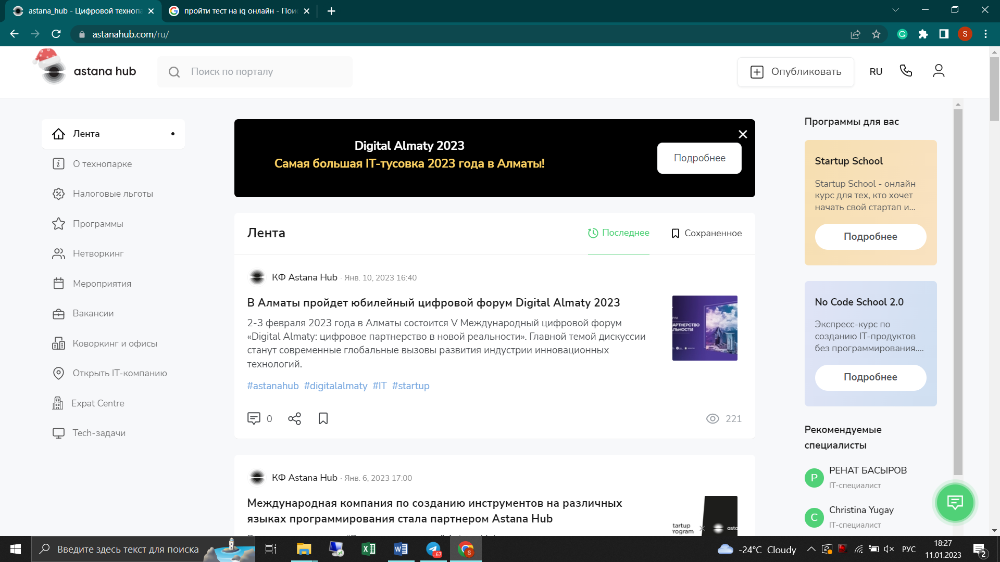 astana_hub - Цифровой технопа
пройти тест на iq онлайн - Пои
astanahub.com/ru/
S
astana hub
Поиск по порталу
Опубликовать
RU
Лента
О технопарке
Налоговые льготы
Программы
Нетворкинг
Мероприятия
Вакансии
Коворкинг и офисы
Открыть IT-компанию
Expat Centre
Tech-задачи
Digital Almaty 2023
Самая большая IT-тусовка 2023 года в Алматы!
Подробнее
Лента
Последнее
Сохраненное
КФ Astana Hub · Янв. 10, 2023 16:40
В Алматы пройдет юбилейный цифровой форум Digital Almaty 2023
2-3 февраля 2023 года в Алматы состоится V Международный цифровой форум
«Digital Almaty: цифровое партнерство в новой реальности». Главной темой дискуссии
станут современные глобальные вызовы развития индустрии инновационных
технологий.
#astanahub #digitalalmaty #IT #startup
АРТНЕРСТВО
ЛЬНОСТИ
0
221
КФ Astana Hub · Янв. 6, 2023 17:00
Международная компания по созданию инструментов на различных
языках программирования стала партнером Astana Hub
tartup
rogram
asta
Программы для вас
Startup School
Startup School - онлайн
курс для тех, кто хочет
начать свой стартап и...
Подробнее
No Code School 2.0
Экспресс-курс по
созданию IT-продуктов
без программирования....
Подробнее
Рекомендуемые
специалисты
Р
РЕНАТ БАСЫРОВ
IT-специалист
C
Christina Yugay
IT-специалист
Введите здесь текст для поиска
..67
S
-24°C Cloudy
РУС
18:27
11.01.2023
2